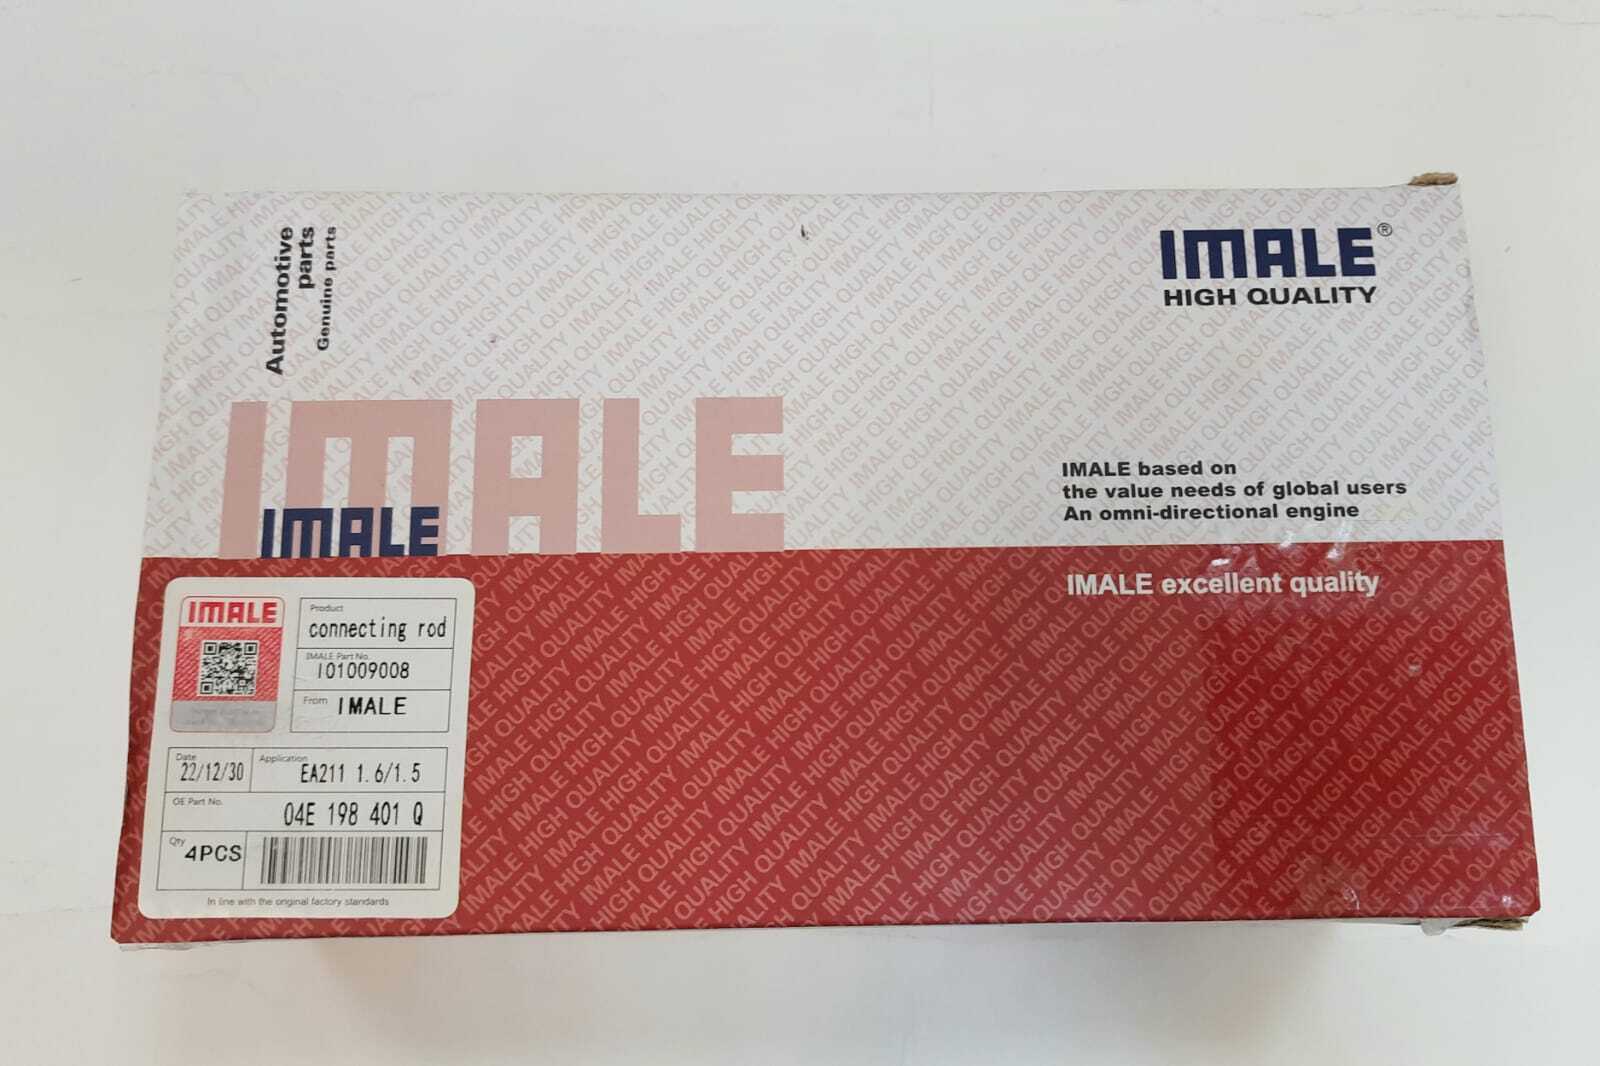 Automotive
parts
Genuine parts
IMALE®
HIGH QUALITY
IMALE
IMALE
IMALE based on
the value needs of global users
An omni-directional engine
IMALE excellent quality
IMALE
Product
connecting rod
IMALE Part No.
I01009008
From IMALE
Date
22/12/30
Application
EA211 1.6/1.5
OE Part No.
04E 198 401 Q
Qty
4PCS
In line with the original factory standards